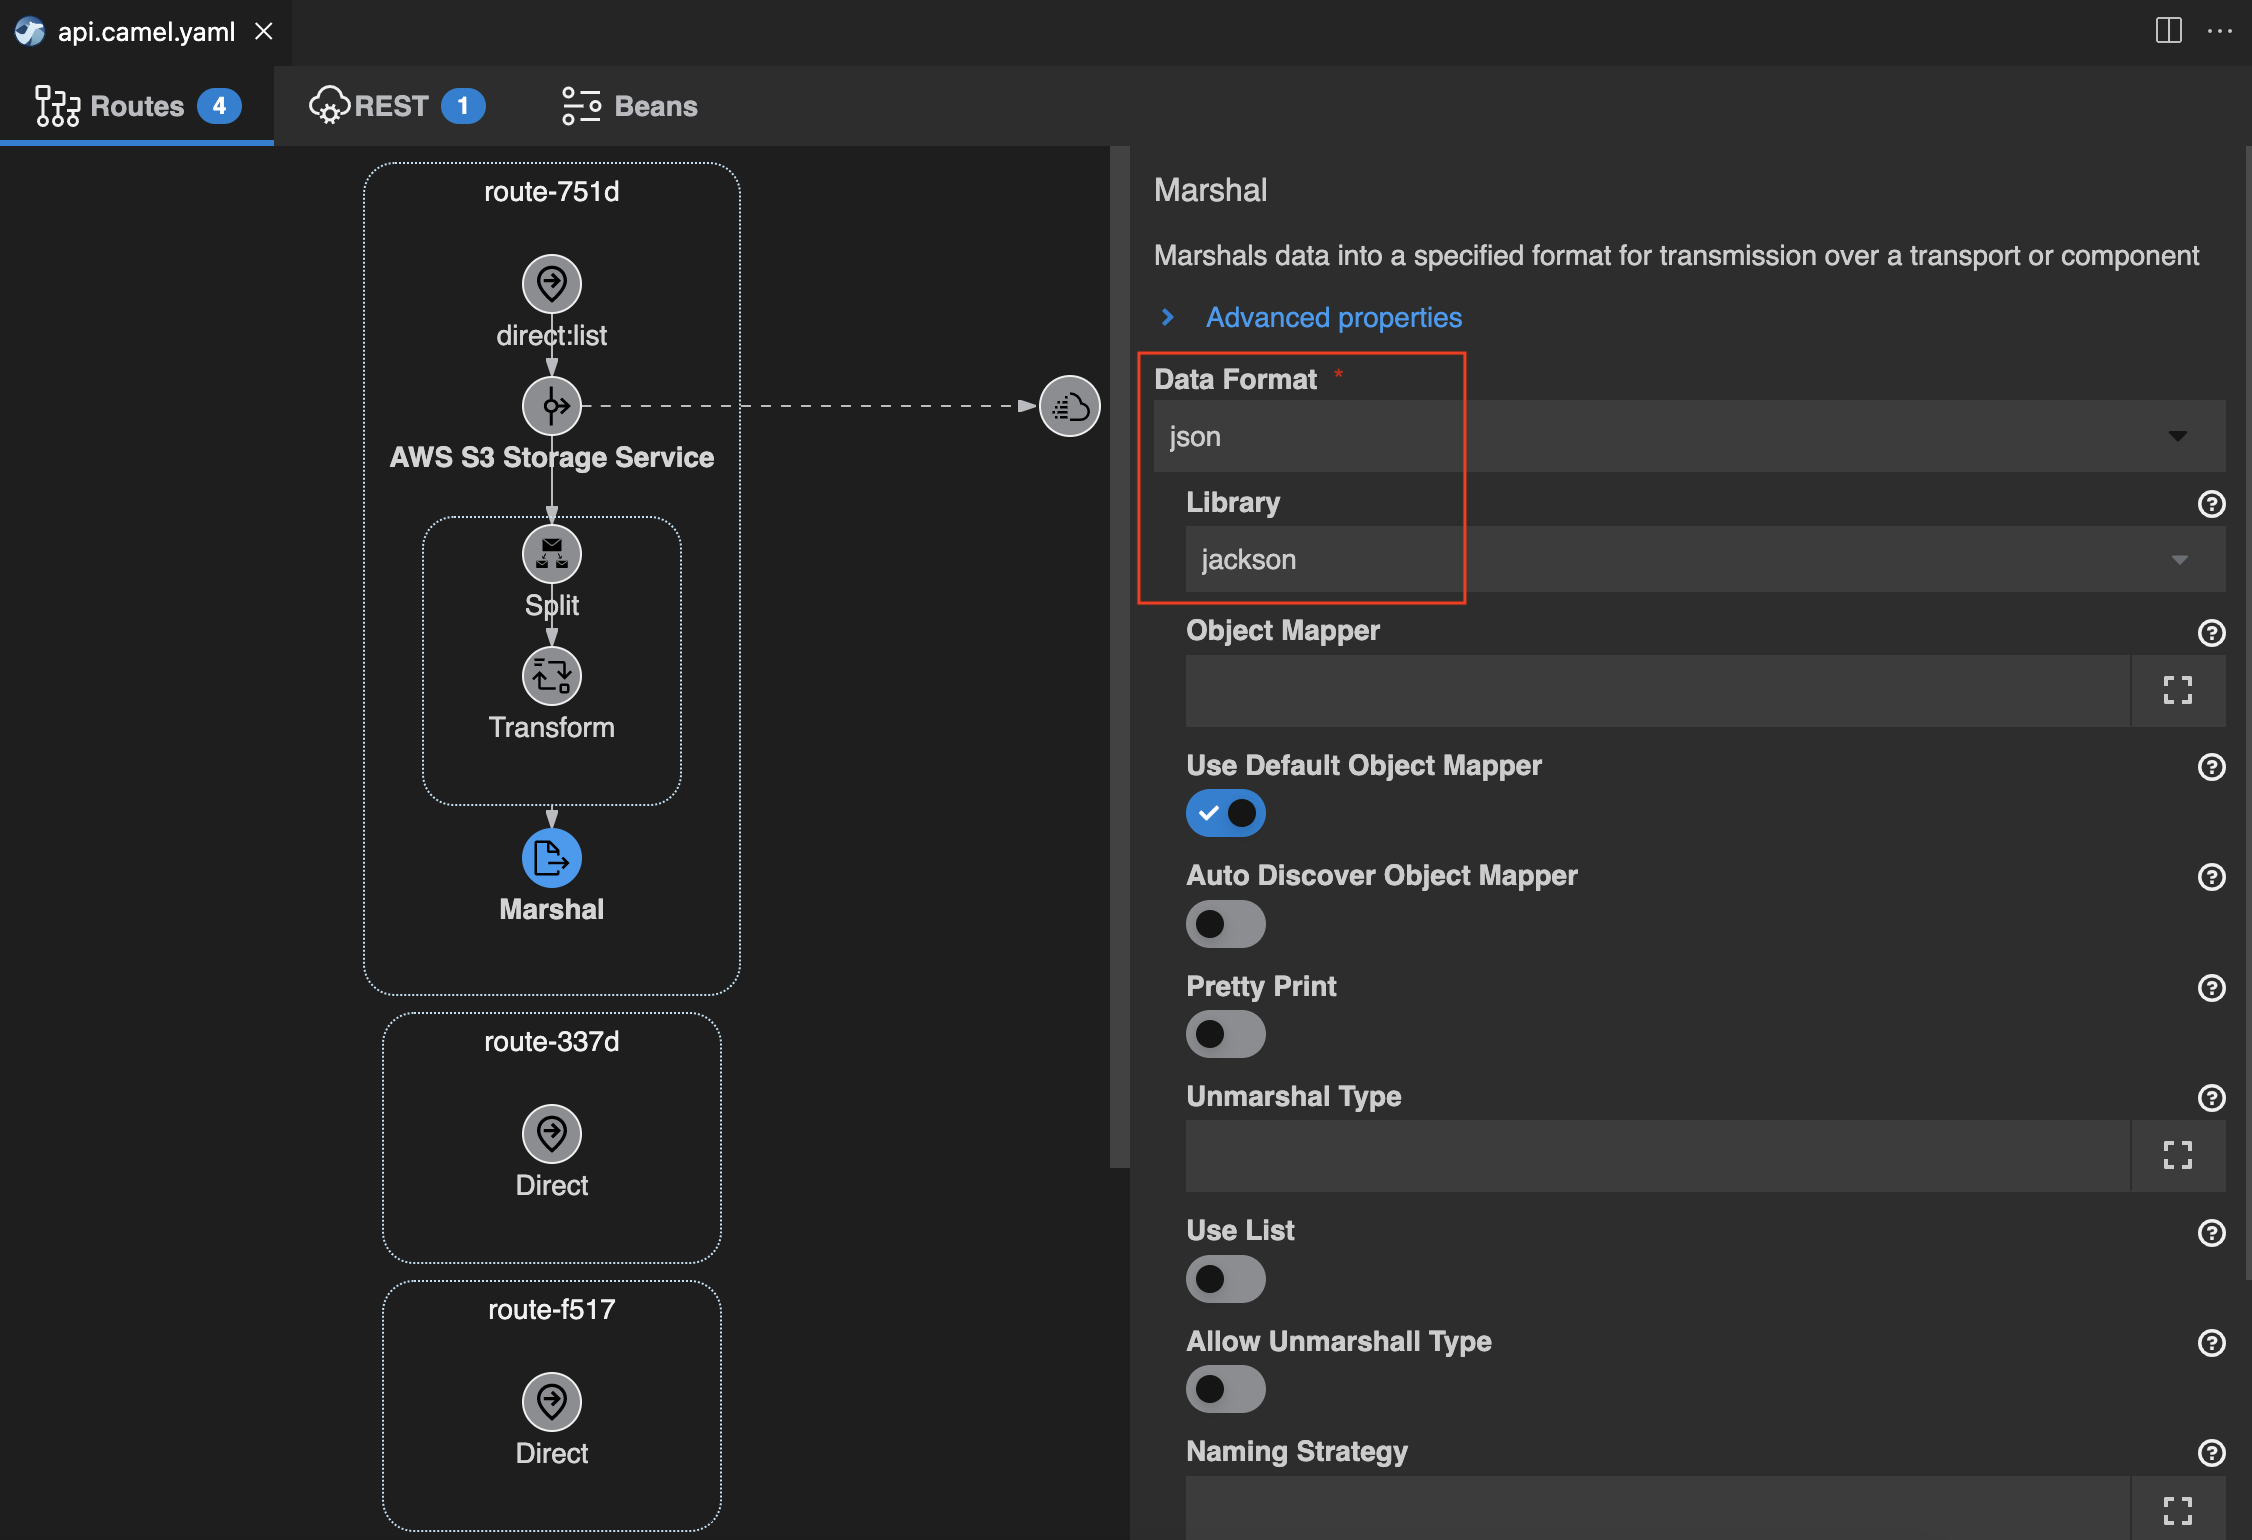 api.camel.yaml
Routes 4
REST 1
Beans
route-751d
direct:list
AWS S3 Storage Service
Split
Transform
Marshal
route-337d
Direct
route-f517
Direct
Marshal
Marshals data into a specified format for transmission over a transport or component
Advanced properties
Data Format *
json
Library
jackson
Object Mapper
Use Default Object Mapper
Auto Discover Object Mapper
Pretty Print
Unmarshal Type
Use List
Allow Unmarshall Type
Naming Strategy